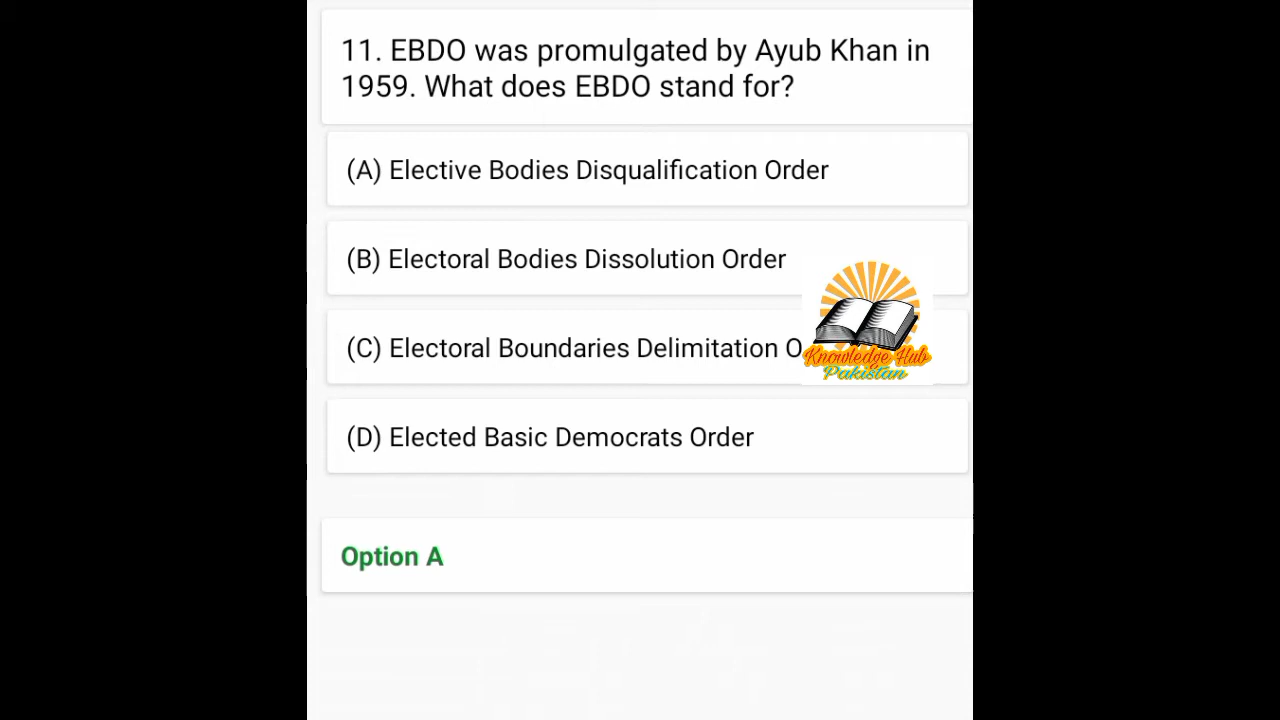 11. EBDO was promulgated by Ayub Khan in
1959. What does EBDO stand for?
(A) Elective Bodies Disqualification Order
(B) Electoral Bodies Dissolution Order
(C) Electoral Boundaries Delimitation O
Knowledge Hub
Pakistan
(D) Elected Basic Democrats Order
Option A